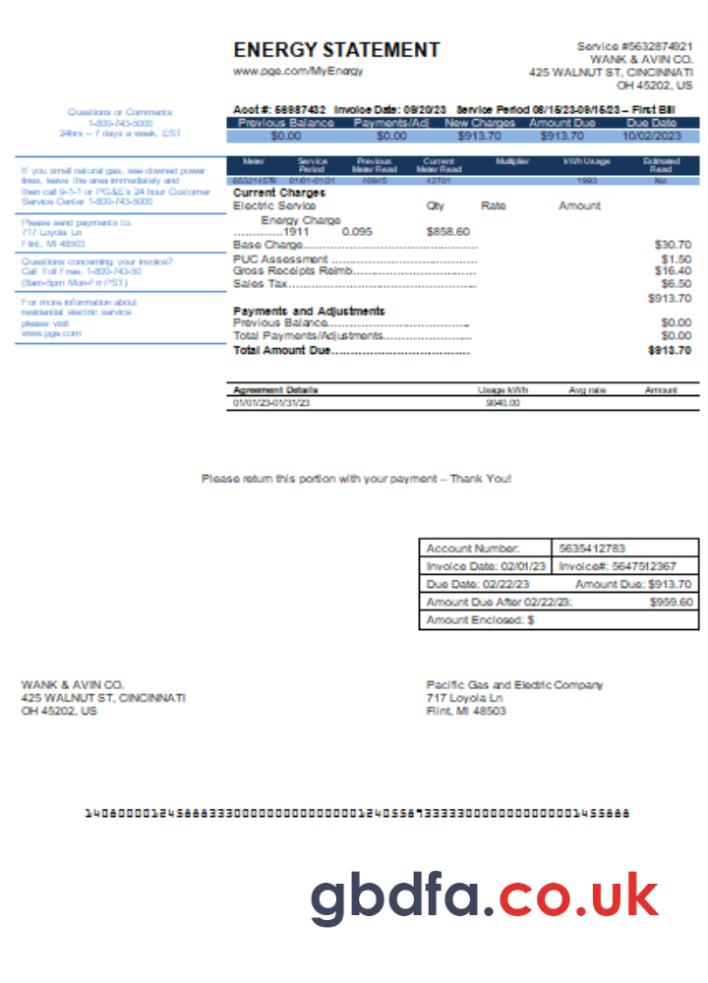 ENERGY STATEMENT
www.pge.com/MyEnergy
Service #5632874921
WANK & AVIN CO.
425 WALNUT ST, CINCINNATI
OH 45202, US
Questions or Comments
1-800-743-5000
24hrs – 7 days a week, EST
Acct #: 56987432 Invoice Date: 09/20/23 Service Period 08/15/23-09/15/23 – First Bill
Previous Balance Payments/Adj New Charges Amount Due Due Date
$0.00 $0.00 $913.70 $913.70 10/02/2023
Meter Service Period Previous Meter Read Current Meter Read Multiplier kWh Usage Estimated Read
01/01-01/31 No
If you smell natural gas, see downed power
lines, leave the area immediately and
then call 9-1-1 or PG&E's 24 hour Customer
Service Center 1-800-743-5000
Please send payments to:
717 Loyola Ln
Flint, MI 48503
Questions concerning your invoice?
Call Toll Free. 1-800-743-50
(8am-5pm Mon-Fri PST)
For more information about
residential electric service
please visit
www.pge.com
Current Charges
Electric Service Qty Rate Amount
Energy Charge
..............1911 0.095 $858.60
Base Charge.................................................... $30.70
PUC Assessment ............................................ $1.50
Gross Receipts Reimb...................................... $16.40
Sales Tax......................................................... $6.50
$913.70
Payments and Adjustments
Previous Balance............................................. $0.00
Total Payments/Adjustments........................... $0.00
Total Amount Due........................................... $913.70
Agreement Details Usage kWh Avg rate Amount
01/01/23-01/31/23 9040.00
Please return this portion with your payment – Thank You!
Account Number: 5635412783
Invoice Date: 02/01/23 Invoice#: 5647512367
Due Date: 02/22/23 Amount Due: $913.70
Amount Due After 02/22/23: $959.60
Amount Enclosed: $
WANK & AVIN CO.
425 WALNUT ST, CINCINNATI
OH 45202, US
Pacific Gas and Electric Company
717 Loyola Ln
Flint, MI 48503
gbdfa.co.uk